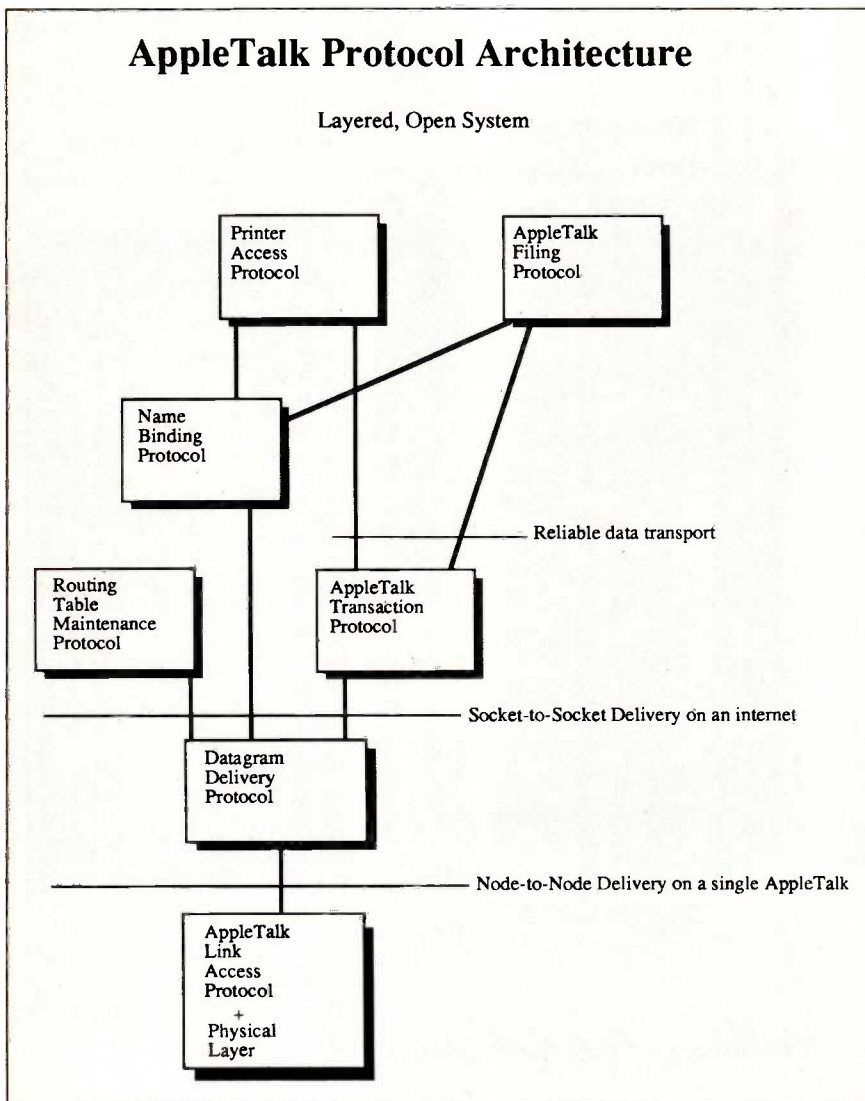 AppleTalk Protocol Architecture
Layered, Open System
Printer
Access
Protocol
AppleTalk
Filing
Protocol
Name
Binding
Protocol
Reliable data transport
Routing
Table
Maintenance
Protocol
AppleTalk
Transaction
Protocol
Socket-to-Socket Delivery on an internet
Datagram
Delivery
Protocol
Node-to-Node Delivery on a single AppleTalk
AppleTalk
Link
Access
Protocol
+
Physical
Layer